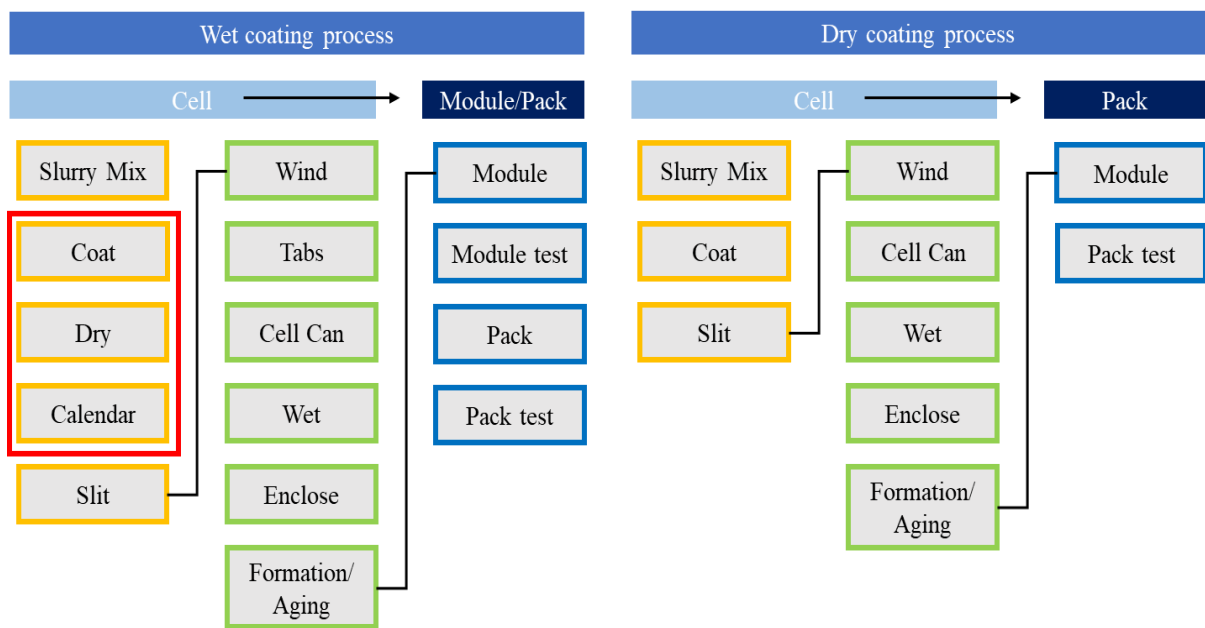 Wet coating process
Cell
Module/Pack
Slurry Mix
Coat
Dry
Calendar
Slit
Wind
Tabs
Cell Can
Wet
Enclose
Formation/
Aging
Module
Module test
Pack
Pack test
Dry coating process
Cell
Pack
Slurry Mix
Coat
Slit
Wind
Cell Can
Wet
Enclose
Formation/
Aging
Module
Pack test